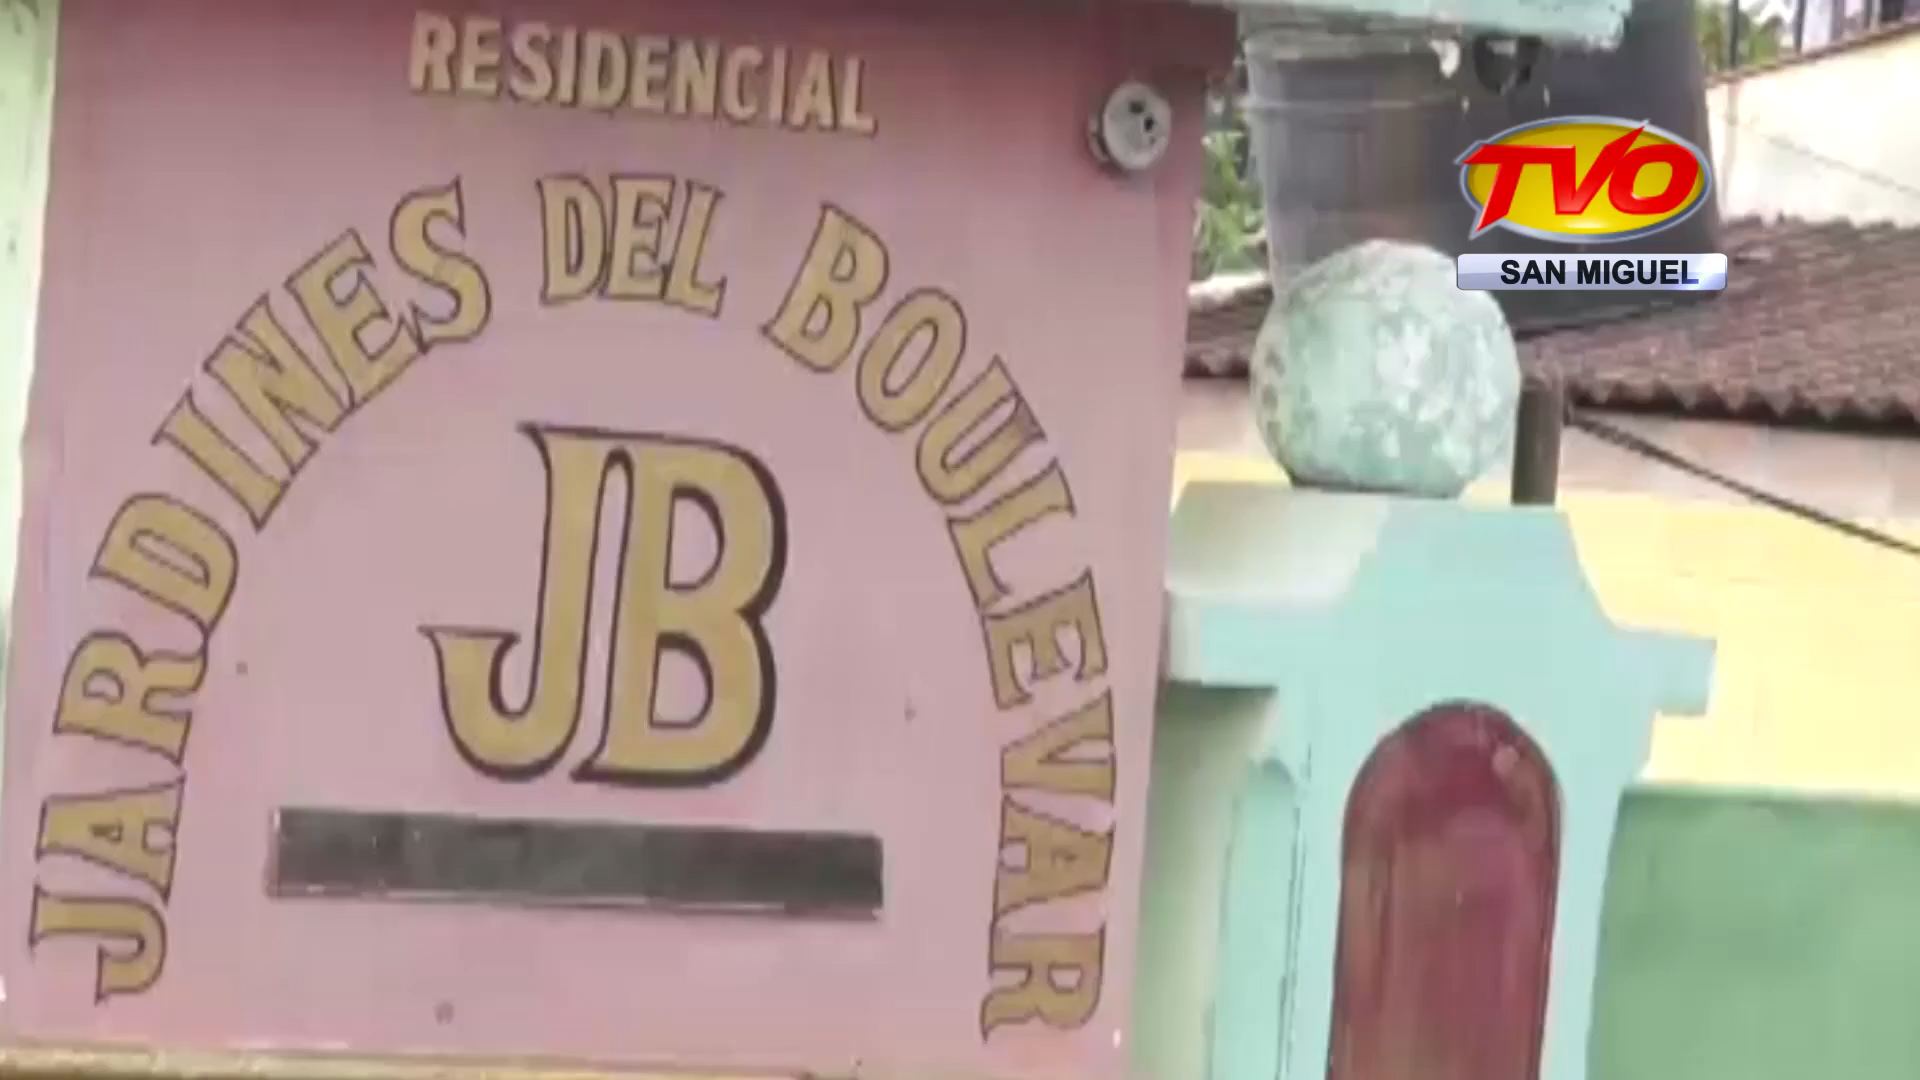 RESIDENCIAL
JARDINES DEL BOULEVAR
JB
TVO
SAN MIGUEL